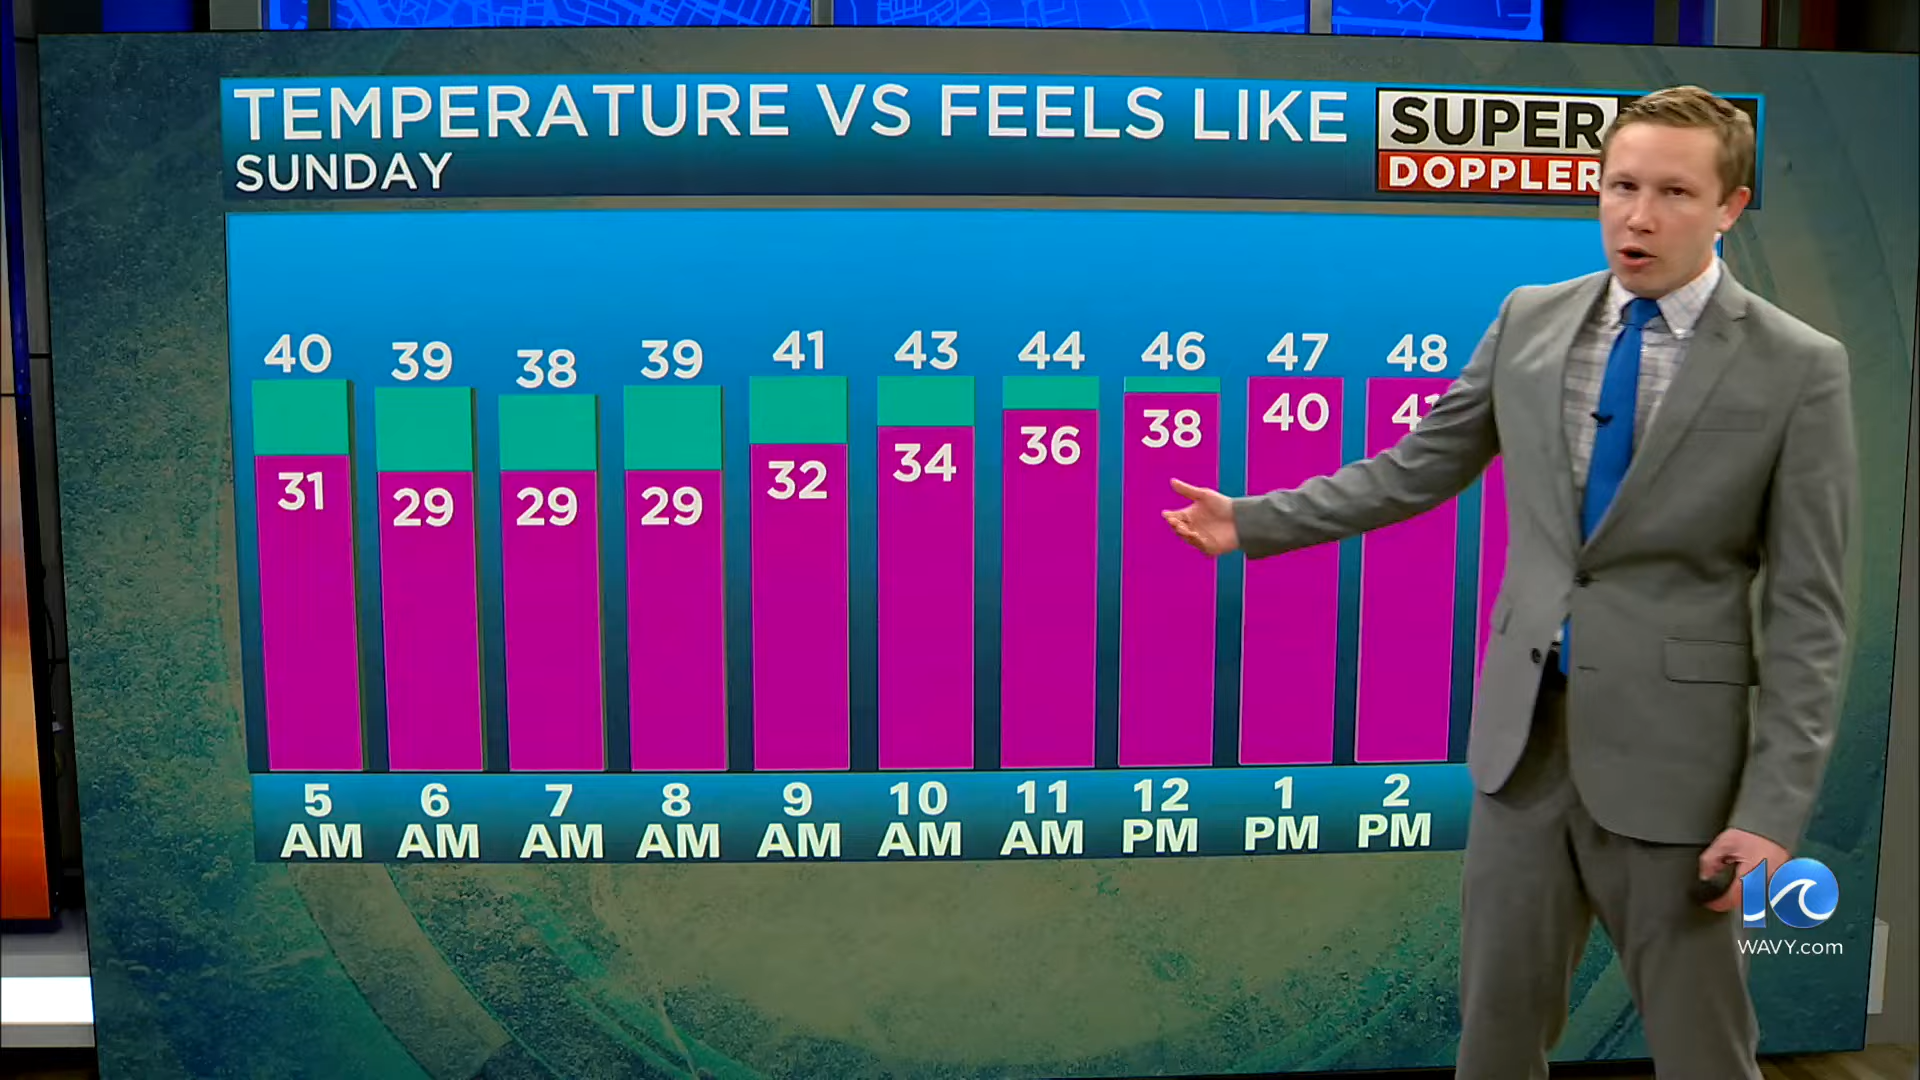 TEMPERATURE VS FEELS LIKE
SUNDAY
SUPER
DOPPLER
40 39 38 39 41 43 44 46 47 48
31 29 29 29 32 34 36 38 40
5 6 7 8 9 10 11 12 1 2
AM AM AM AM AM AM AM PM PM PM
10
WAVY.com